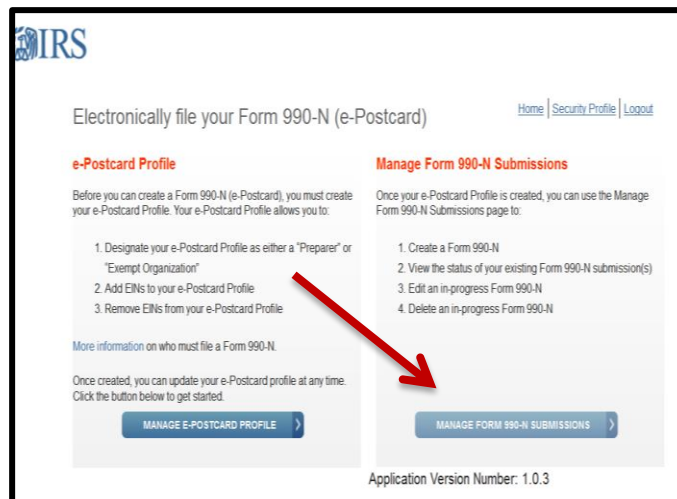 IRS
Electronically file your Form 990-N (e-Postcard)
Home | Security Profile | Logout
e-Postcard Profile
Before you can create a Form 990-N (e-Postcard), you must create
your e-Postcard Profile. Your e-Postcard Profile allows you to:
1. Designate your e-Postcard Profile as either a "Preparer" or
"Exempt Organization"
2. Add EINs to your e-Postcard Profile
3. Remove EINs from your e-Postcard Profile
More information on who must file a Form 990-N.
Once created, you can update your e-Postcard profile at any time.
Click the button below to get started.
MANAGE E-POSTCARD PROFILE
Manage Form 990-N Submissions
Once your e-Postcard Profile is created, you can use the Manage
Form 990-N Submissions page to:
1. Create a Form 990-N
2. View the status of your existing Form 990-N submission(s)
3. Edit an in-progress Form 990-N
4. Delete an in-progress Form 990-N
MANAGE FORM 990-N SUBMISSIONS
Application Version Number: 1.0.3